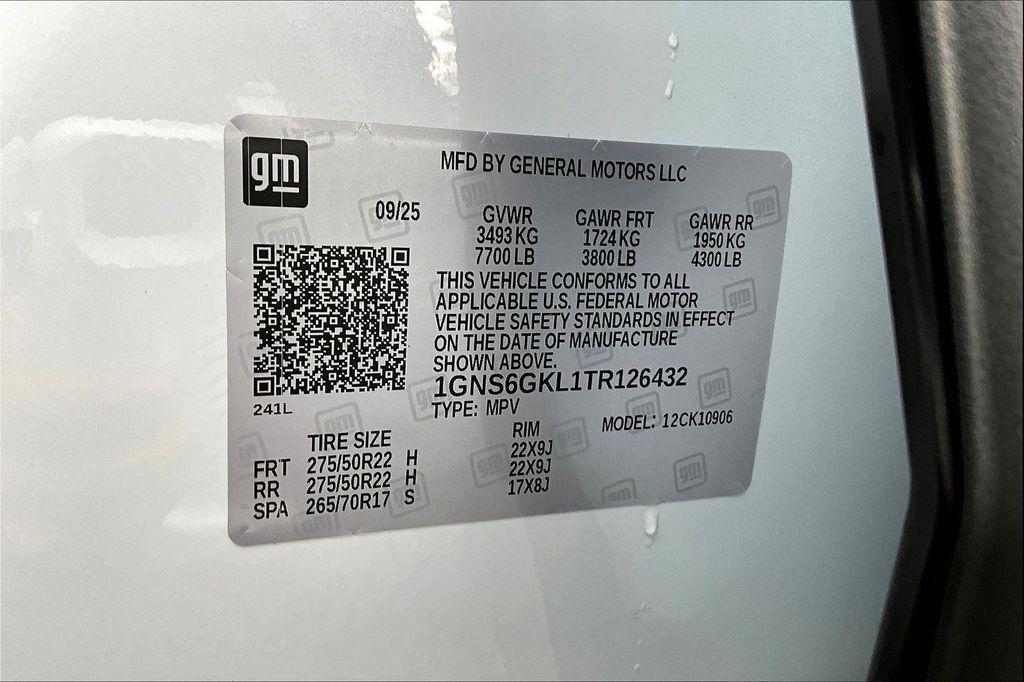 gm
MFD BY GENERAL MOTORS LLC
09/25 GVWR GAWR FRT GAWR RR
3493 KG 1724 KG 1950 KG
7700 LB 3800 LB 4300 LB
THIS VEHICLE CONFORMS TO ALL
APPLICABLE U.S. FEDERAL MOTOR
VEHICLE SAFETY STANDARDS IN EFFECT
ON THE DATE OF MANUFACTURE
SHOWN ABOVE.
1GNS6GKL1TR126432
241L TYPE: MPV MODEL: 12CK10906
TIRE SIZE RIM
FRT 275/50R22 H 22X9J
RR 275/50R22 H 22X9J
SPA 265/70R17 S 17X8J